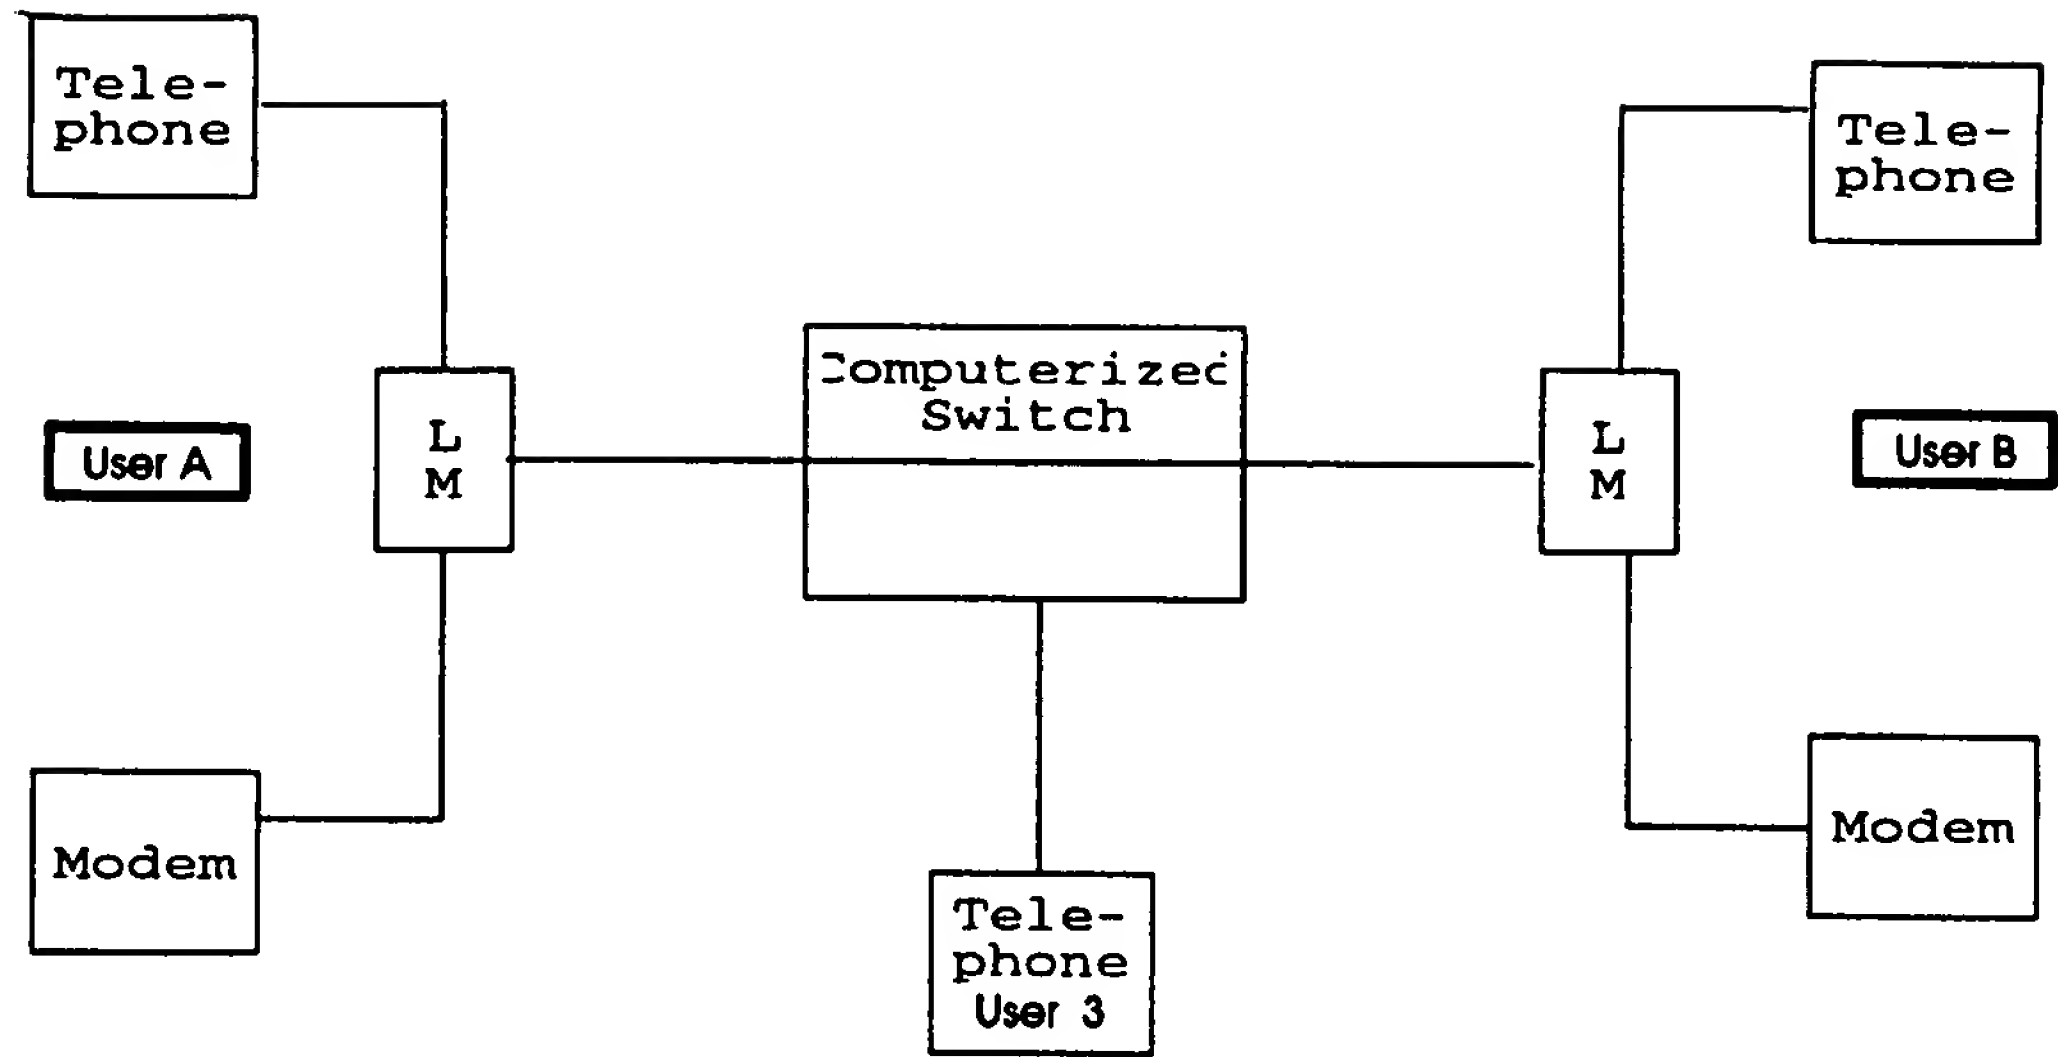 Tele-
phone
Tele-
phone
Computerized
Switch
L
M
L
M
User A
User B
Modem
Modem
Tele-
phone
User 3